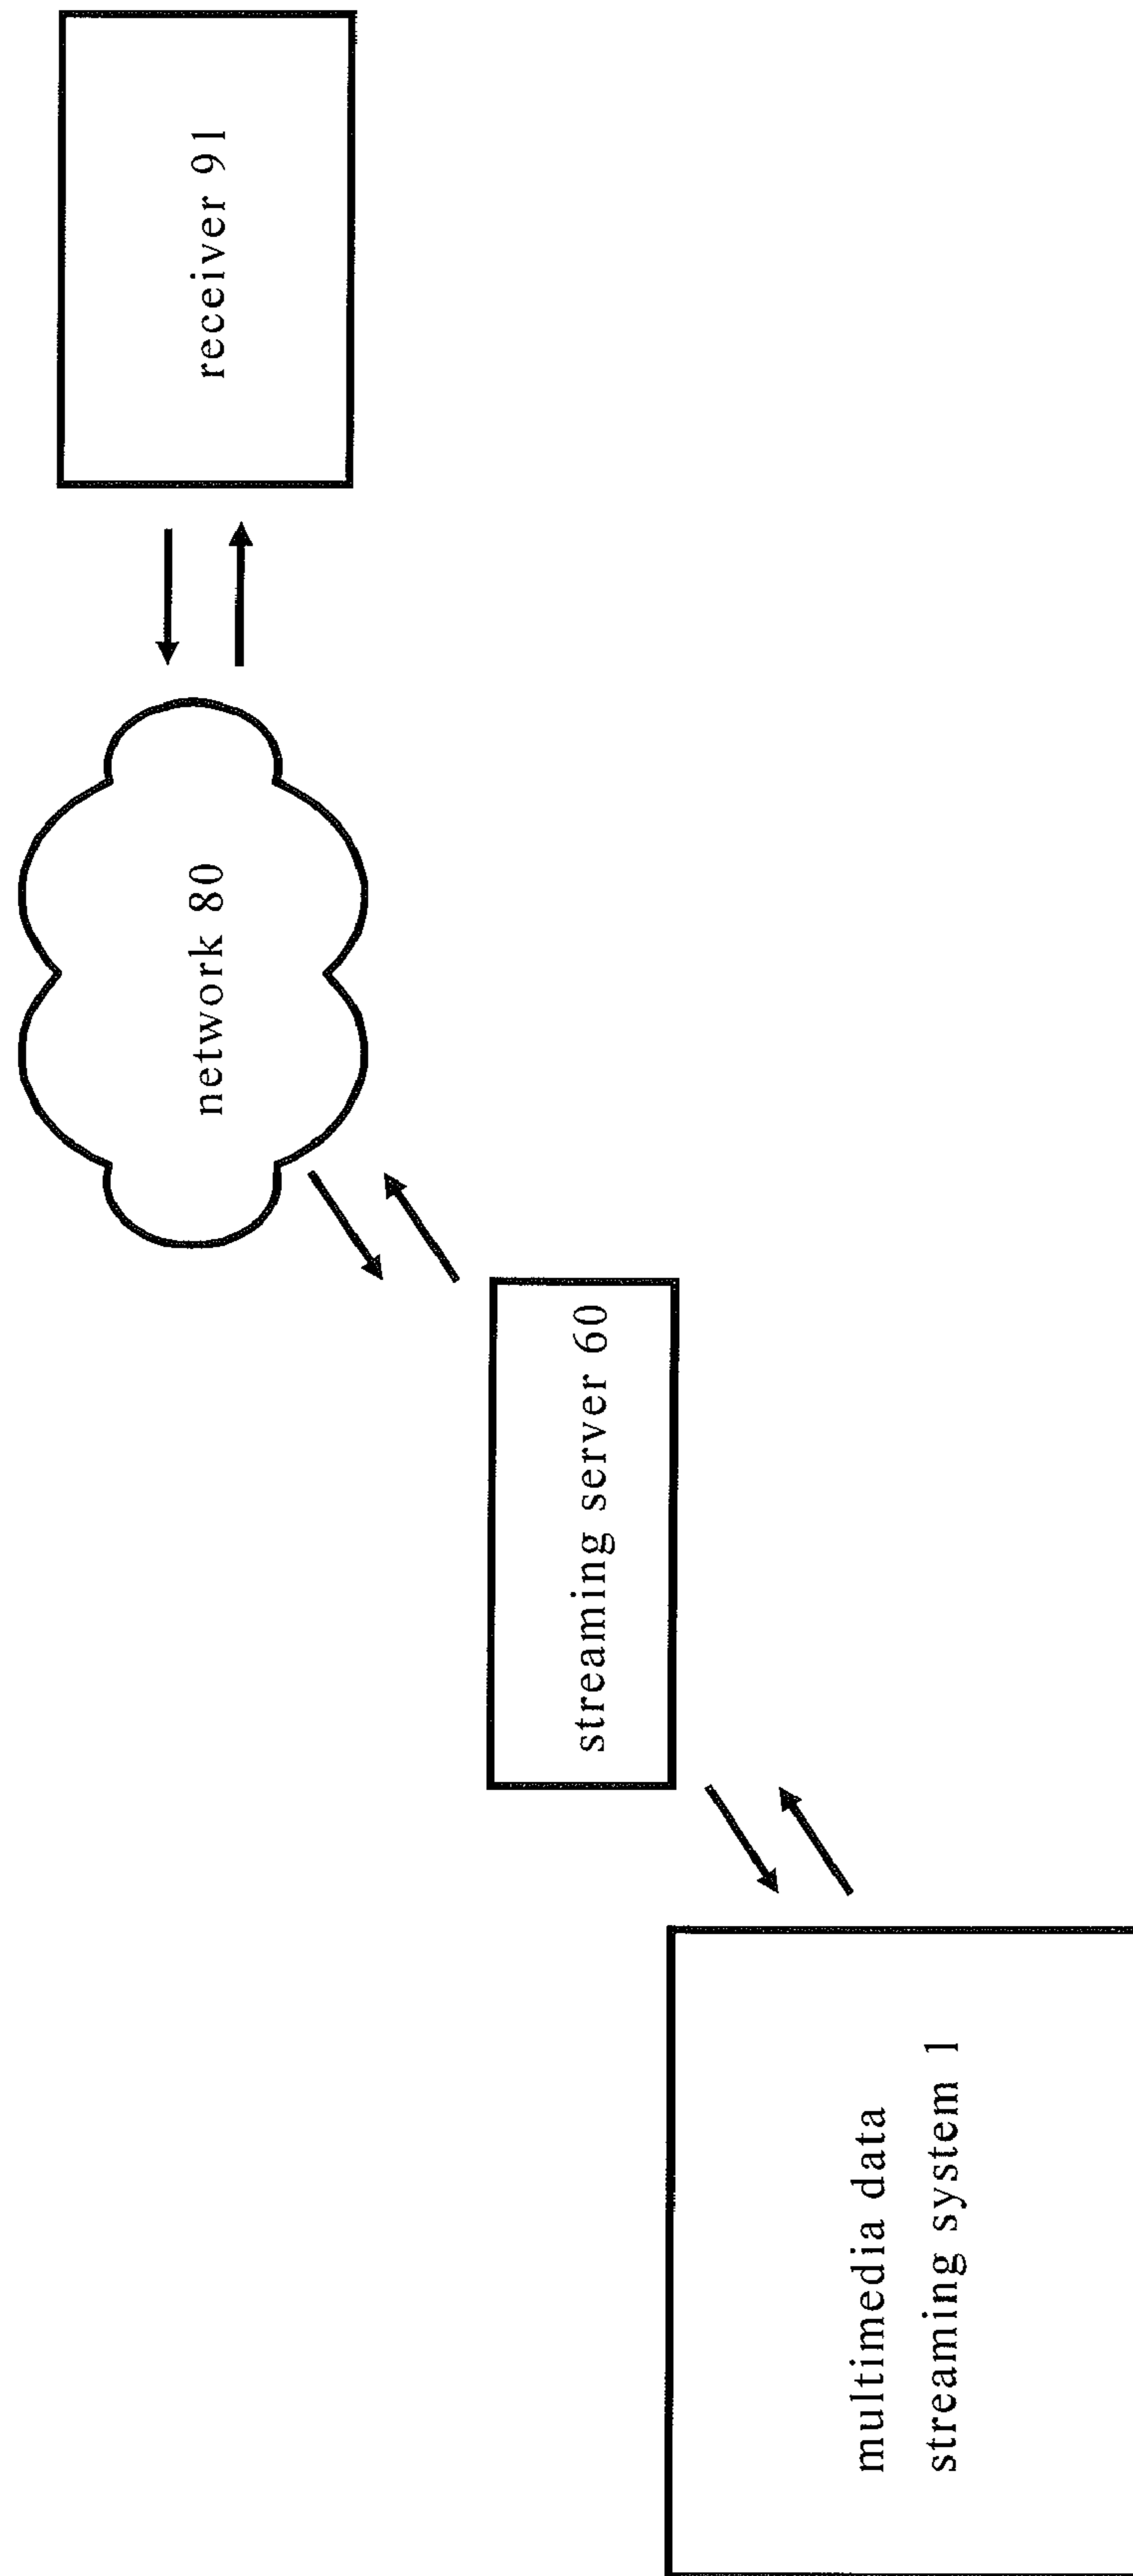 multimedia data
streaming system 1
streaming server 60
network 80
receiver 91